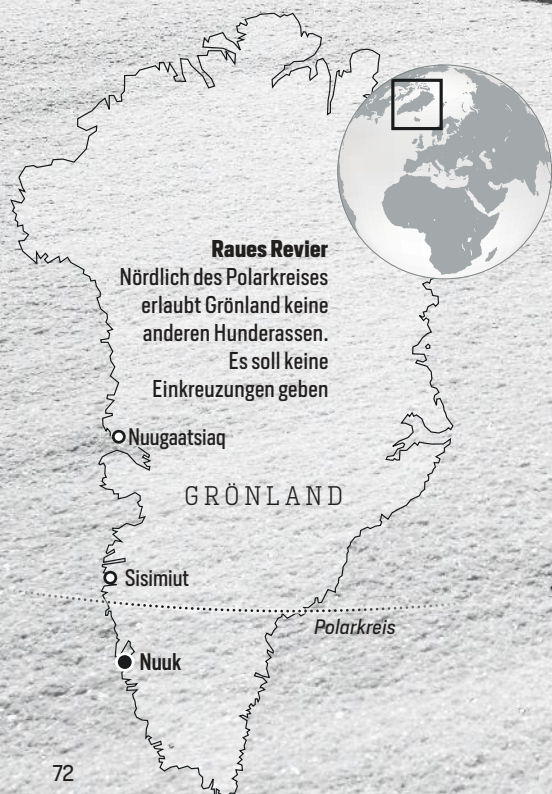 Raues Revier
Nördlich des Polarkreises
erlaubt Grönland keine
anderen Hunderassen.
Es soll keine
Einkreuzungen geben
Nuugaatsiaq
GRÖNLAND
Sisimiut
Polarkreis
Nuuk
72